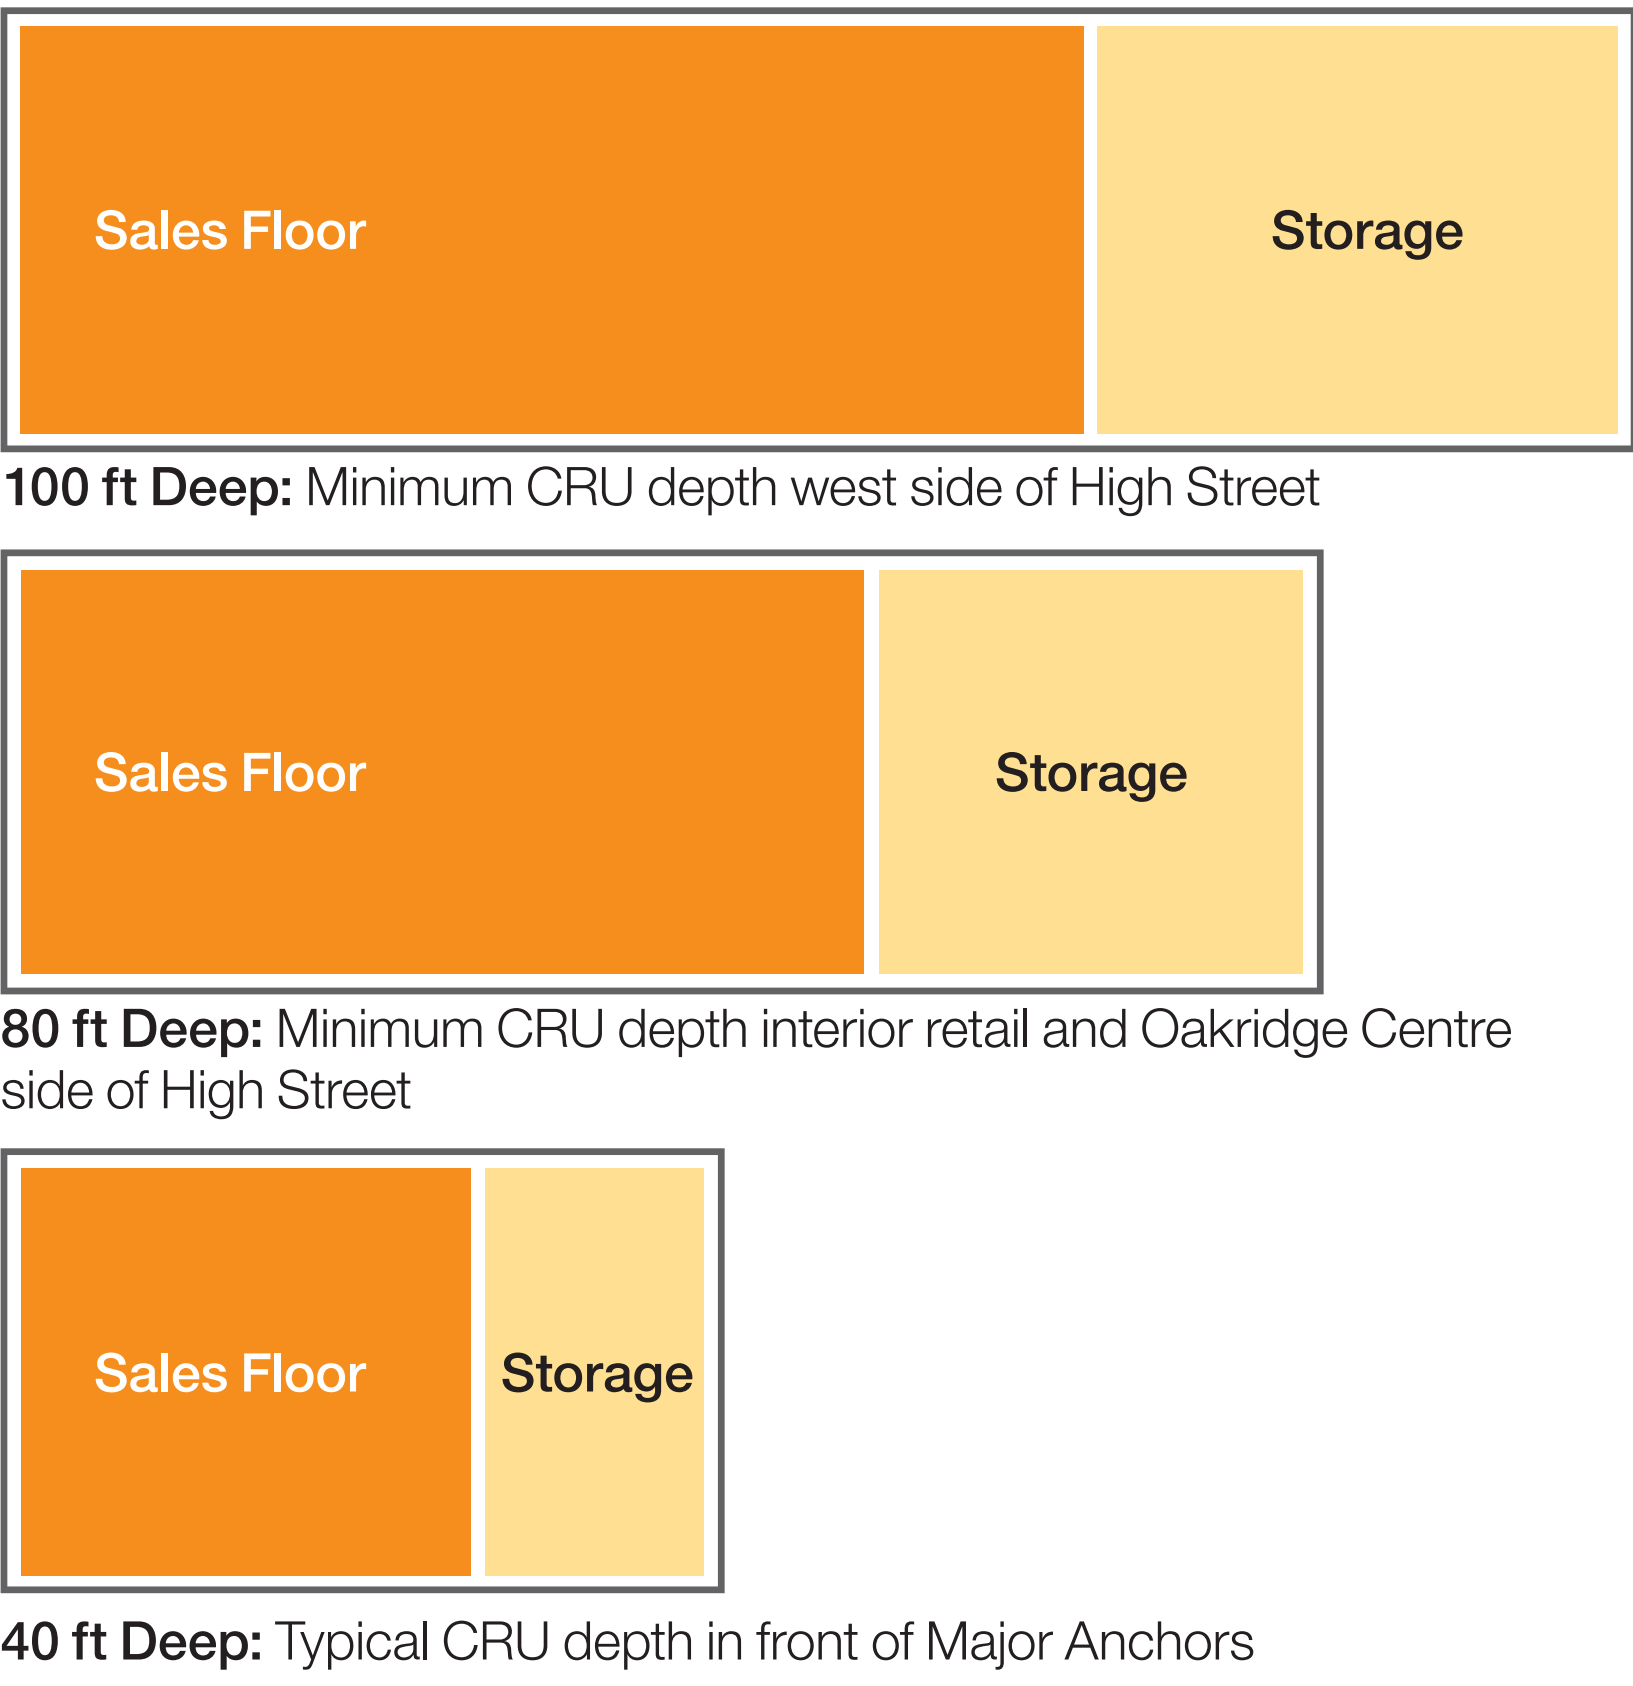 Sales Floor
Storage
100 ft Deep: Minimum CRU depth west side of High Street
Sales Floor
Storage
80 ft Deep: Minimum CRU depth interior retail and Oakridge Centre
side of High Street
Sales Floor
Storage
40 ft Deep: Typical CRU depth in front of Major Anchors